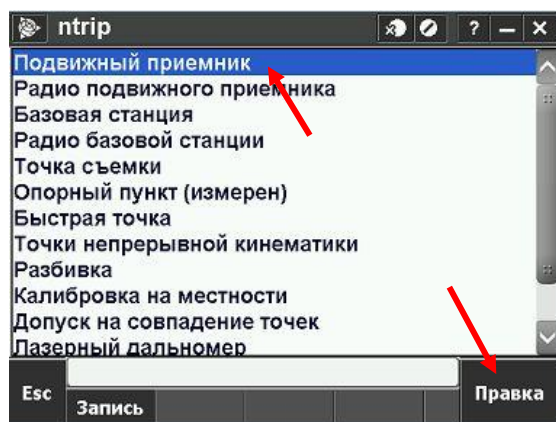 ntrip
? — ×
Подвижный приемник
Радио подвижного приемника
Базовая станция
Радио базовой станции
Точка съемки
Опорный пункт (измерен)
Быстрая точка
Точки непрерывной кинематики
Разбивка
Калибровка на местности
Допуск на совпадение точек
Лазерный дальномер
Esc
Запись
Правка